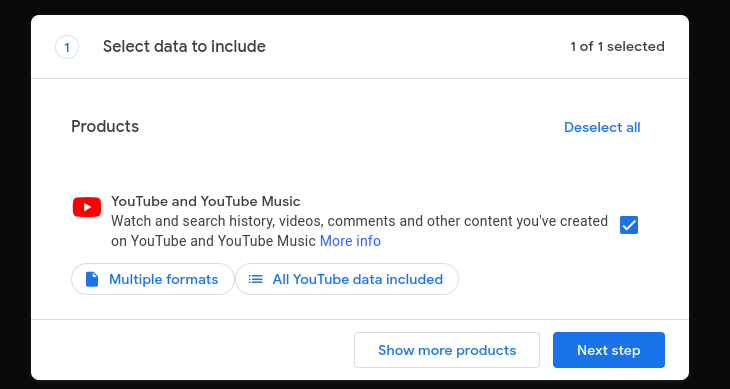 1
Select data to include
1 of 1 selected
Products
Deselect all
YouTube and YouTube Music
Watch and search history, videos, comments and other content you've created
on YouTube and YouTube Music More info
Multiple formats
All YouTube data included
Show more products
Next step